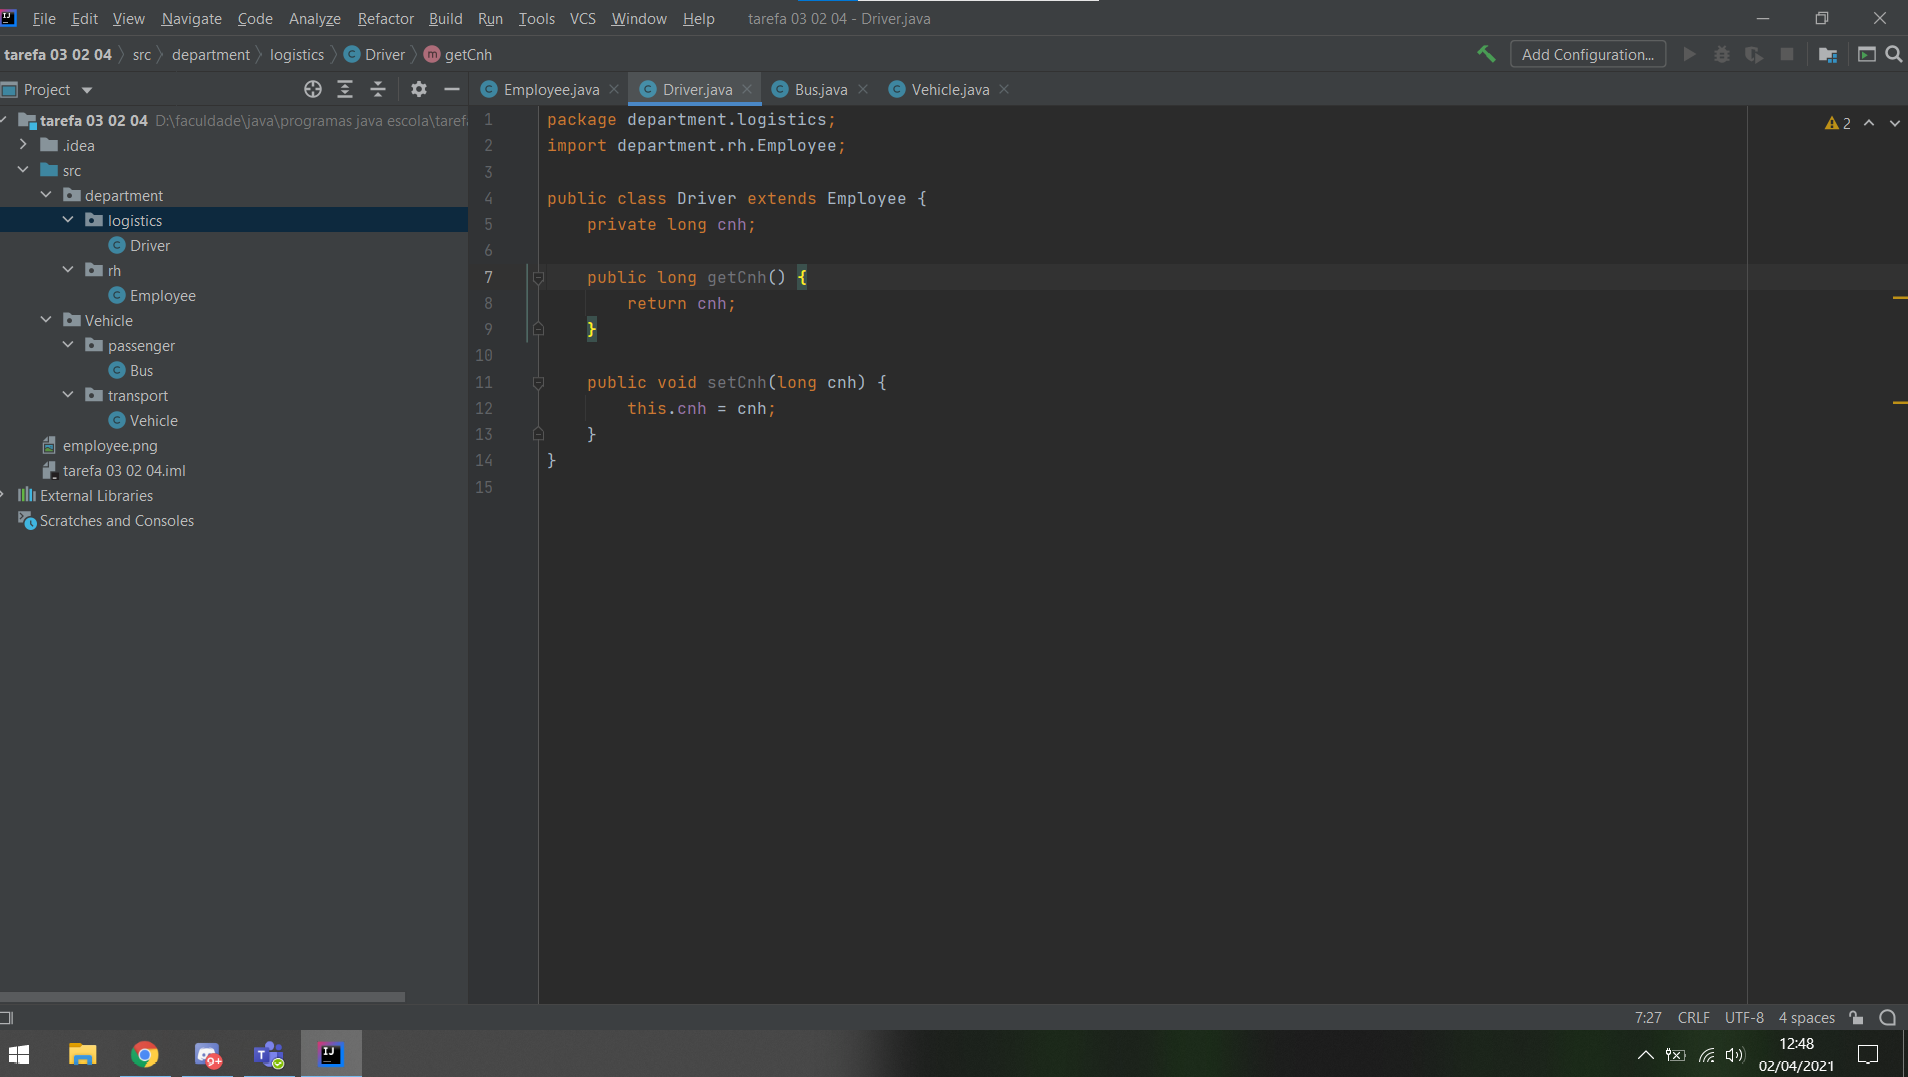 File Edit View Navigate Code Analyze Refactor Build Run Tools VCS Window Help tarefa 03 02 04 - Driver.java
tarefa 03 02 04 src department logistics Driver getCnh
Add Configuration...
Project
Employee.java Driver.java Bus.java Vehicle.java
tarefa 03 02 04 D:\faculdade\java\programas java escola\taref
.idea
src
department
logistics
Driver
rh
Employee
Vehicle
passenger
Bus
transport
Vehicle
employee.png
tarefa 03 02 04.iml
External Libraries
Scratches and Consoles
1 package department.logistics;
2 import department.rh.Employee;
3
4 public class Driver extends Employee {
5 private long cnh;
6
7 public long getCnh() {
8 return cnh;
9 }
10
11 public void setCnh(long cnh) {
12 this.cnh = cnh;
13 }
14 }
15
2
7:27 CRLF UTF-8 4 spaces
9+
12:48
02/04/2021